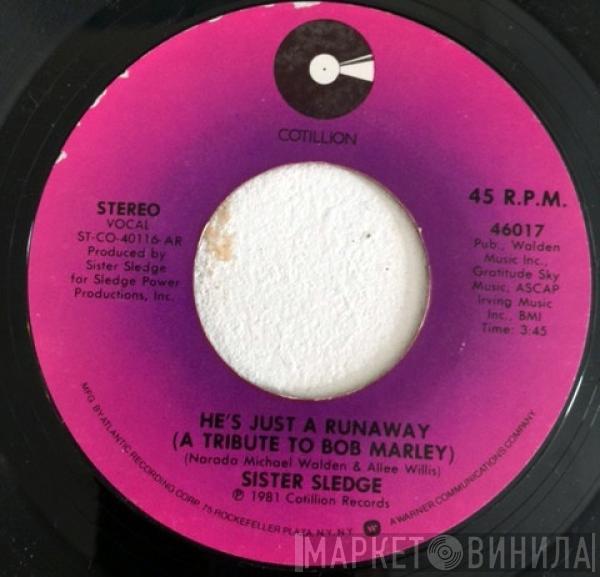 COTILLION
STEREO
VOCAL
ST-CO-40116-AR
Produced by
Sister Sledge
for Sledge Power
Productions, Inc.
45 R.P.M.
46017
Pub., Walden
Music Inc.,
Gratitude Sky
Music, ASCAP
Irving Music
Inc., BMI
Time: 3:45
HE'S JUST A RUNAWAY
(A TRIBUTE TO BOB MARLEY)
(Narada Michael Walden & Allee Willis)
SISTER SLEDGE
℗ 1981 Cotillion Records
MFG. BY ATLANTIC RECORDING CORP. 75 ROCKEFELLER PLAZA, N.Y., N.Y. A WARNER COMMUNICATIONS COMPANY
МАРКЕТ ВИНИЛА